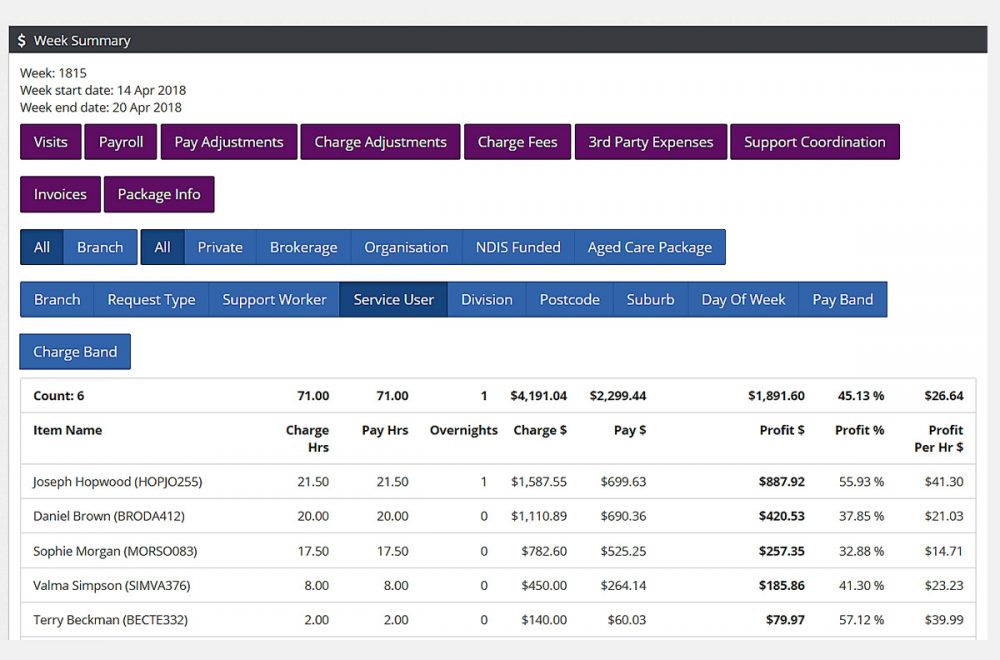 $ Week Summary
Week: 1815
Week start date: 14 Apr 2018
Week end date: 20 Apr 2018
Visits Payroll Pay Adjustments Charge Adjustments Charge Fees 3rd Party Expenses Support Coordination
Invoices Package Info
All Branch All Private Brokerage Organisation NDIS Funded Aged Care Package
Branch Request Type Support Worker Service User Division Postcode Suburb Day Of Week Pay Band
Charge Band
Count: 6 71.00 71.00 1 $4,191.04 $2,299.44 $1,891.60 45.13 % $26.64
Item Name Charge Pay Hrs Overnights Charge $ Pay $ Profit $ Profit % Profit
Hrs Per Hr $
Joseph Hopwood (HOPJO255) 21.50 21.50 1 $1,587.55 $699.63 $887.92 55.93 % $41.30
Daniel Brown (BRODA412) 20.00 20.00 0 $1,110.89 $690.36 $420.53 37.85 % $21.03
Sophie Morgan (MORSO083) 17.50 17.50 0 $782.60 $525.25 $257.35 32.88 % $14.71
Valma Simpson (SIMVA376) 8.00 8.00 0 $450.00 $264.14 $185.86 41.30 % $23.23
Terry Beckman (BECTE332) 2.00 2.00 0 $140.00 $60.03 $79.97 57.12 % $39.99